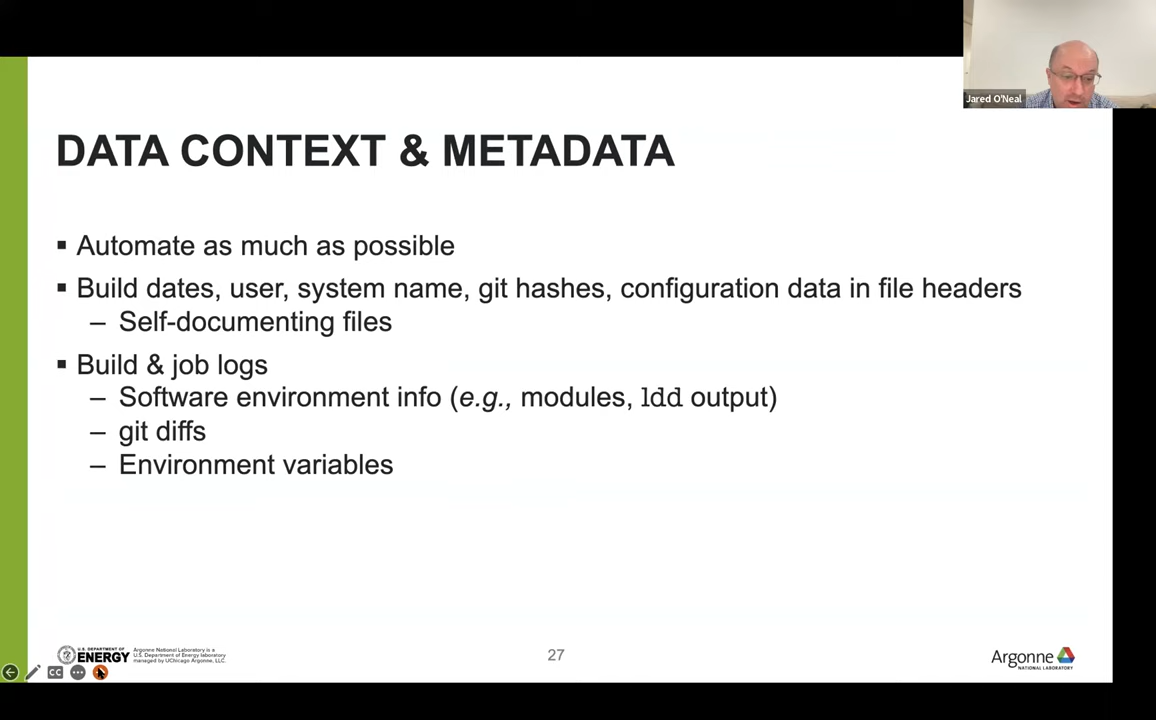 Jared O'Neal
DATA CONTEXT & METADATA
▪ Automate as much as possible
▪ Build dates, user, system name, git hashes, configuration data in file headers
– Self-documenting files
▪ Build & job logs
– Software environment info (e.g., modules, ldd output)
– git diffs
– Environment variables
U.S. DEPARTMENT OF
ENERGY
Argonne National Laboratory is a
U.S. Department of Energy laboratory
managed by UChicago Argonne, LLC.
27
Argonne
NATIONAL LABORATORY
CC